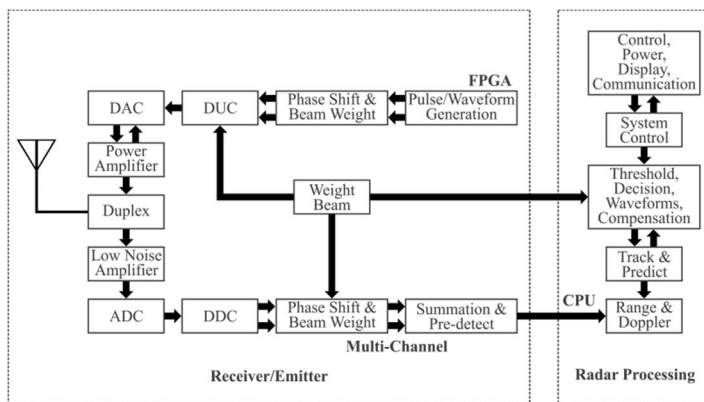 FPGA
DAC
DUC
Phase Shift &
Beam Weight
Pulse/Waveform
Generation
Power
Amplifier
Duplex
Weight
Beam
Low Noise
Amplifier
ADC
DDC
Phase Shift &
Beam Weight
Summation &
Pre-detect
Multi-Channel
Receiver/Emitter
Control,
Power,
Display,
Communication
System
Control
Threshold,
Decision,
Waveforms,
Compensation
Track &
Predict
CPU
Range &
Doppler
Radar Processing